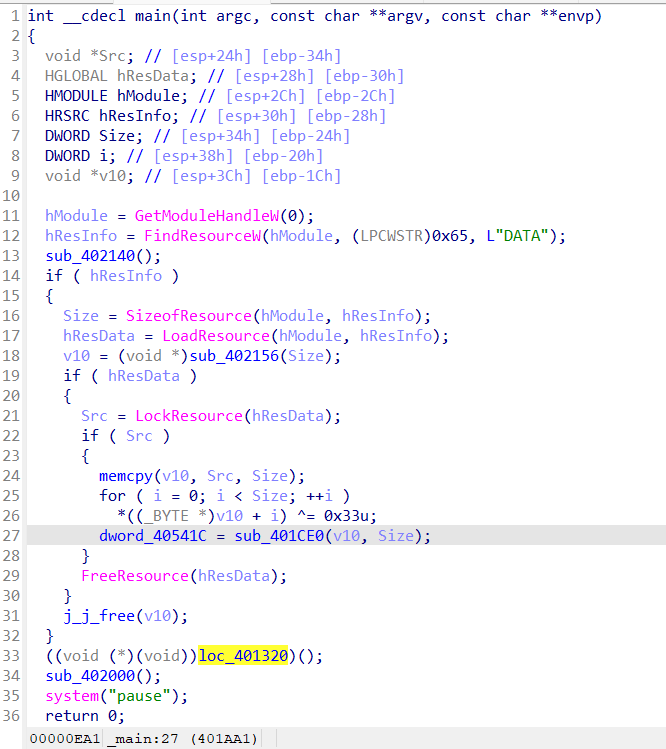 1 int __cdecl main(int argc, const char **argv, const char **envp)
2 {
3   void *Src; // [esp+24h] [ebp-34h]
4   HGLOBAL hResData; // [esp+28h] [ebp-30h]
5   HMODULE hModule; // [esp+2Ch] [ebp-2Ch]
6   HRSRC hResInfo; // [esp+30h] [ebp-28h]
7   DWORD Size; // [esp+34h] [ebp-24h]
8   DWORD i; // [esp+38h] [ebp-20h]
9   void *v10; // [esp+3Ch] [ebp-1Ch]
10
11   hModule = GetModuleHandleW(0);
12   hResInfo = FindResourceW(hModule, (LPCWSTR)0x65, L"DATA");
13   sub_402140();
14   if ( hResInfo )
15   {
16     Size = SizeofResource(hModule, hResInfo);
17     hResData = LoadResource(hModule, hResInfo);
18     v10 = (void *)sub_402156(Size);
19     if ( hResData )
20     {
21       Src = LockResource(hResData);
22       if ( Src )
23       {
24         memcpy(v10, Src, Size);
25         for ( i = 0; i < Size; ++i )
26           *((_BYTE *)v10 + i) ^= 0x33u;
27         dword_40541C = sub_401CE0(v10, Size);
28       }
29       FreeResource(hResData);
30     }
31     j_j_free(v10);
32   }
33   ((void (*)(void))loc_401320)();
34   sub_402000();
35   system("pause");
36   return 0;
00000EA1 _main:27 (401AA1)